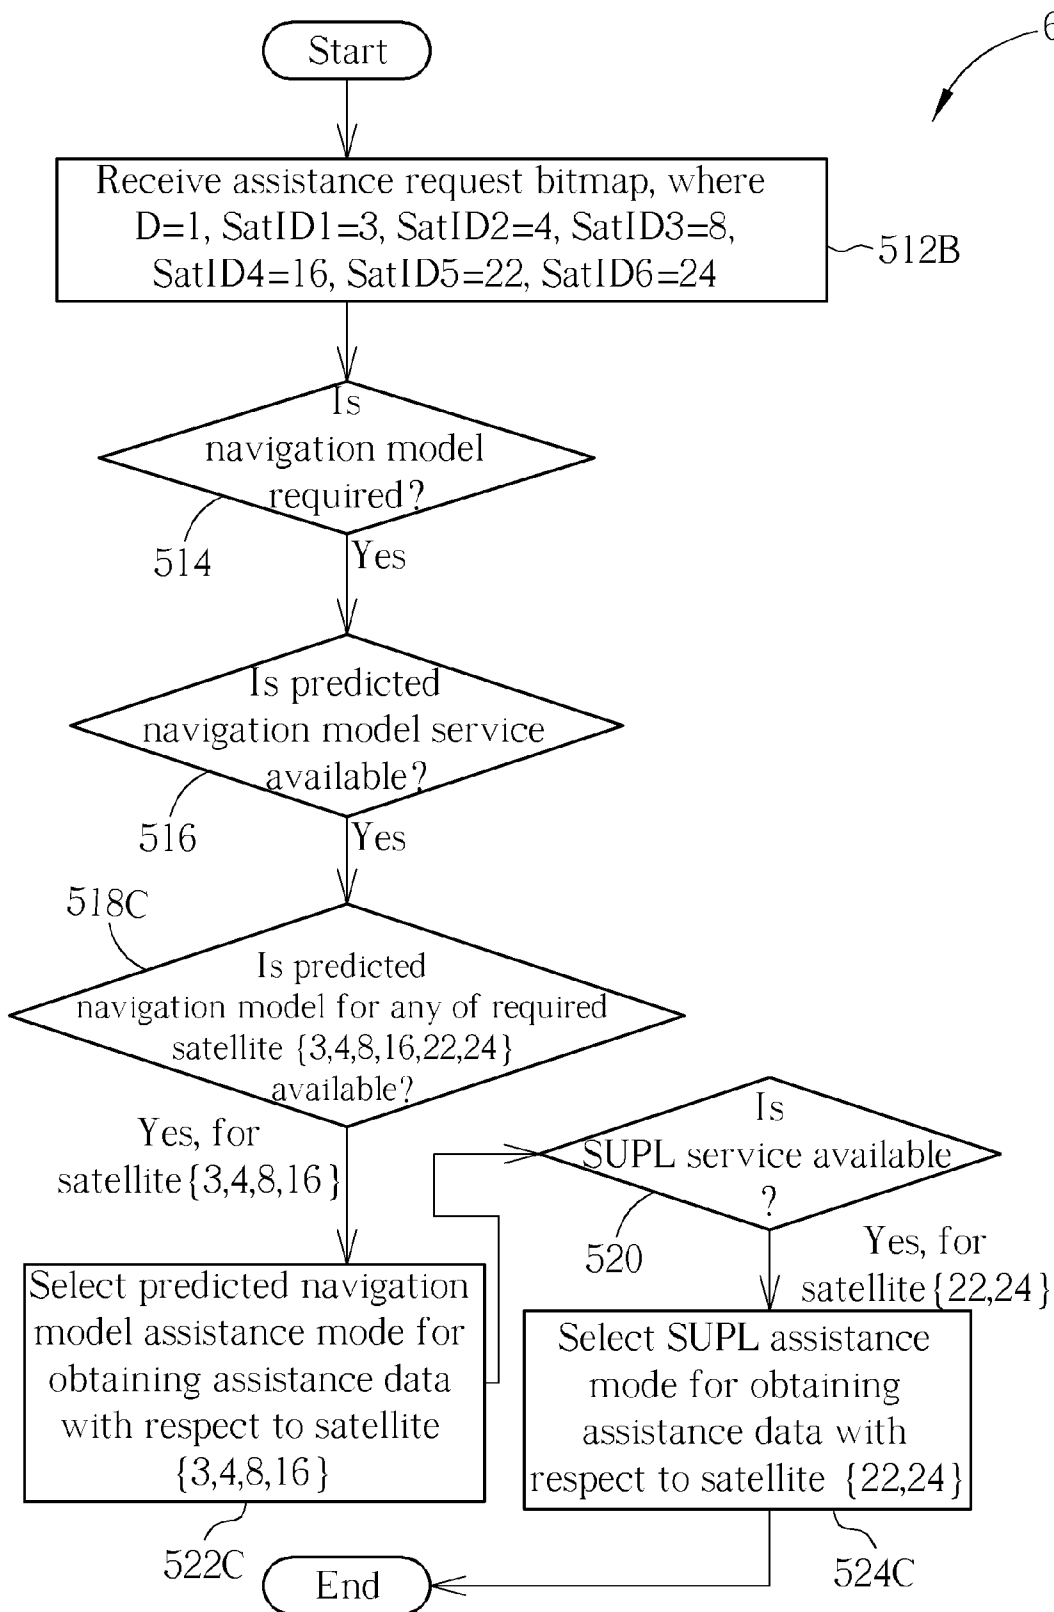 6
Start
Receive assistance request bitmap, where
D=1, SatID1=3, SatID2=4, SatID3=8,
SatID4=16, SatID5=22, SatID6=24
512B
Is
navigation model
required?
514
Yes
Is predicted
navigation model service
available?
516
Yes
518C
Is predicted
navigation model for any of required
satellite {3,4,8,16,22,24}
available?
Yes, for
satellite{3,4,8,16}
Is
SUPL service available
?
520
Yes, for
satellite{22,24}
Select predicted navigation
model assistance mode for
obtaining assistance data
with respect to satellite
{3,4,8,16}
522C
Select SUPL assistance
mode for obtaining
assistance data with
respect to satellite {22,24}
524C
End